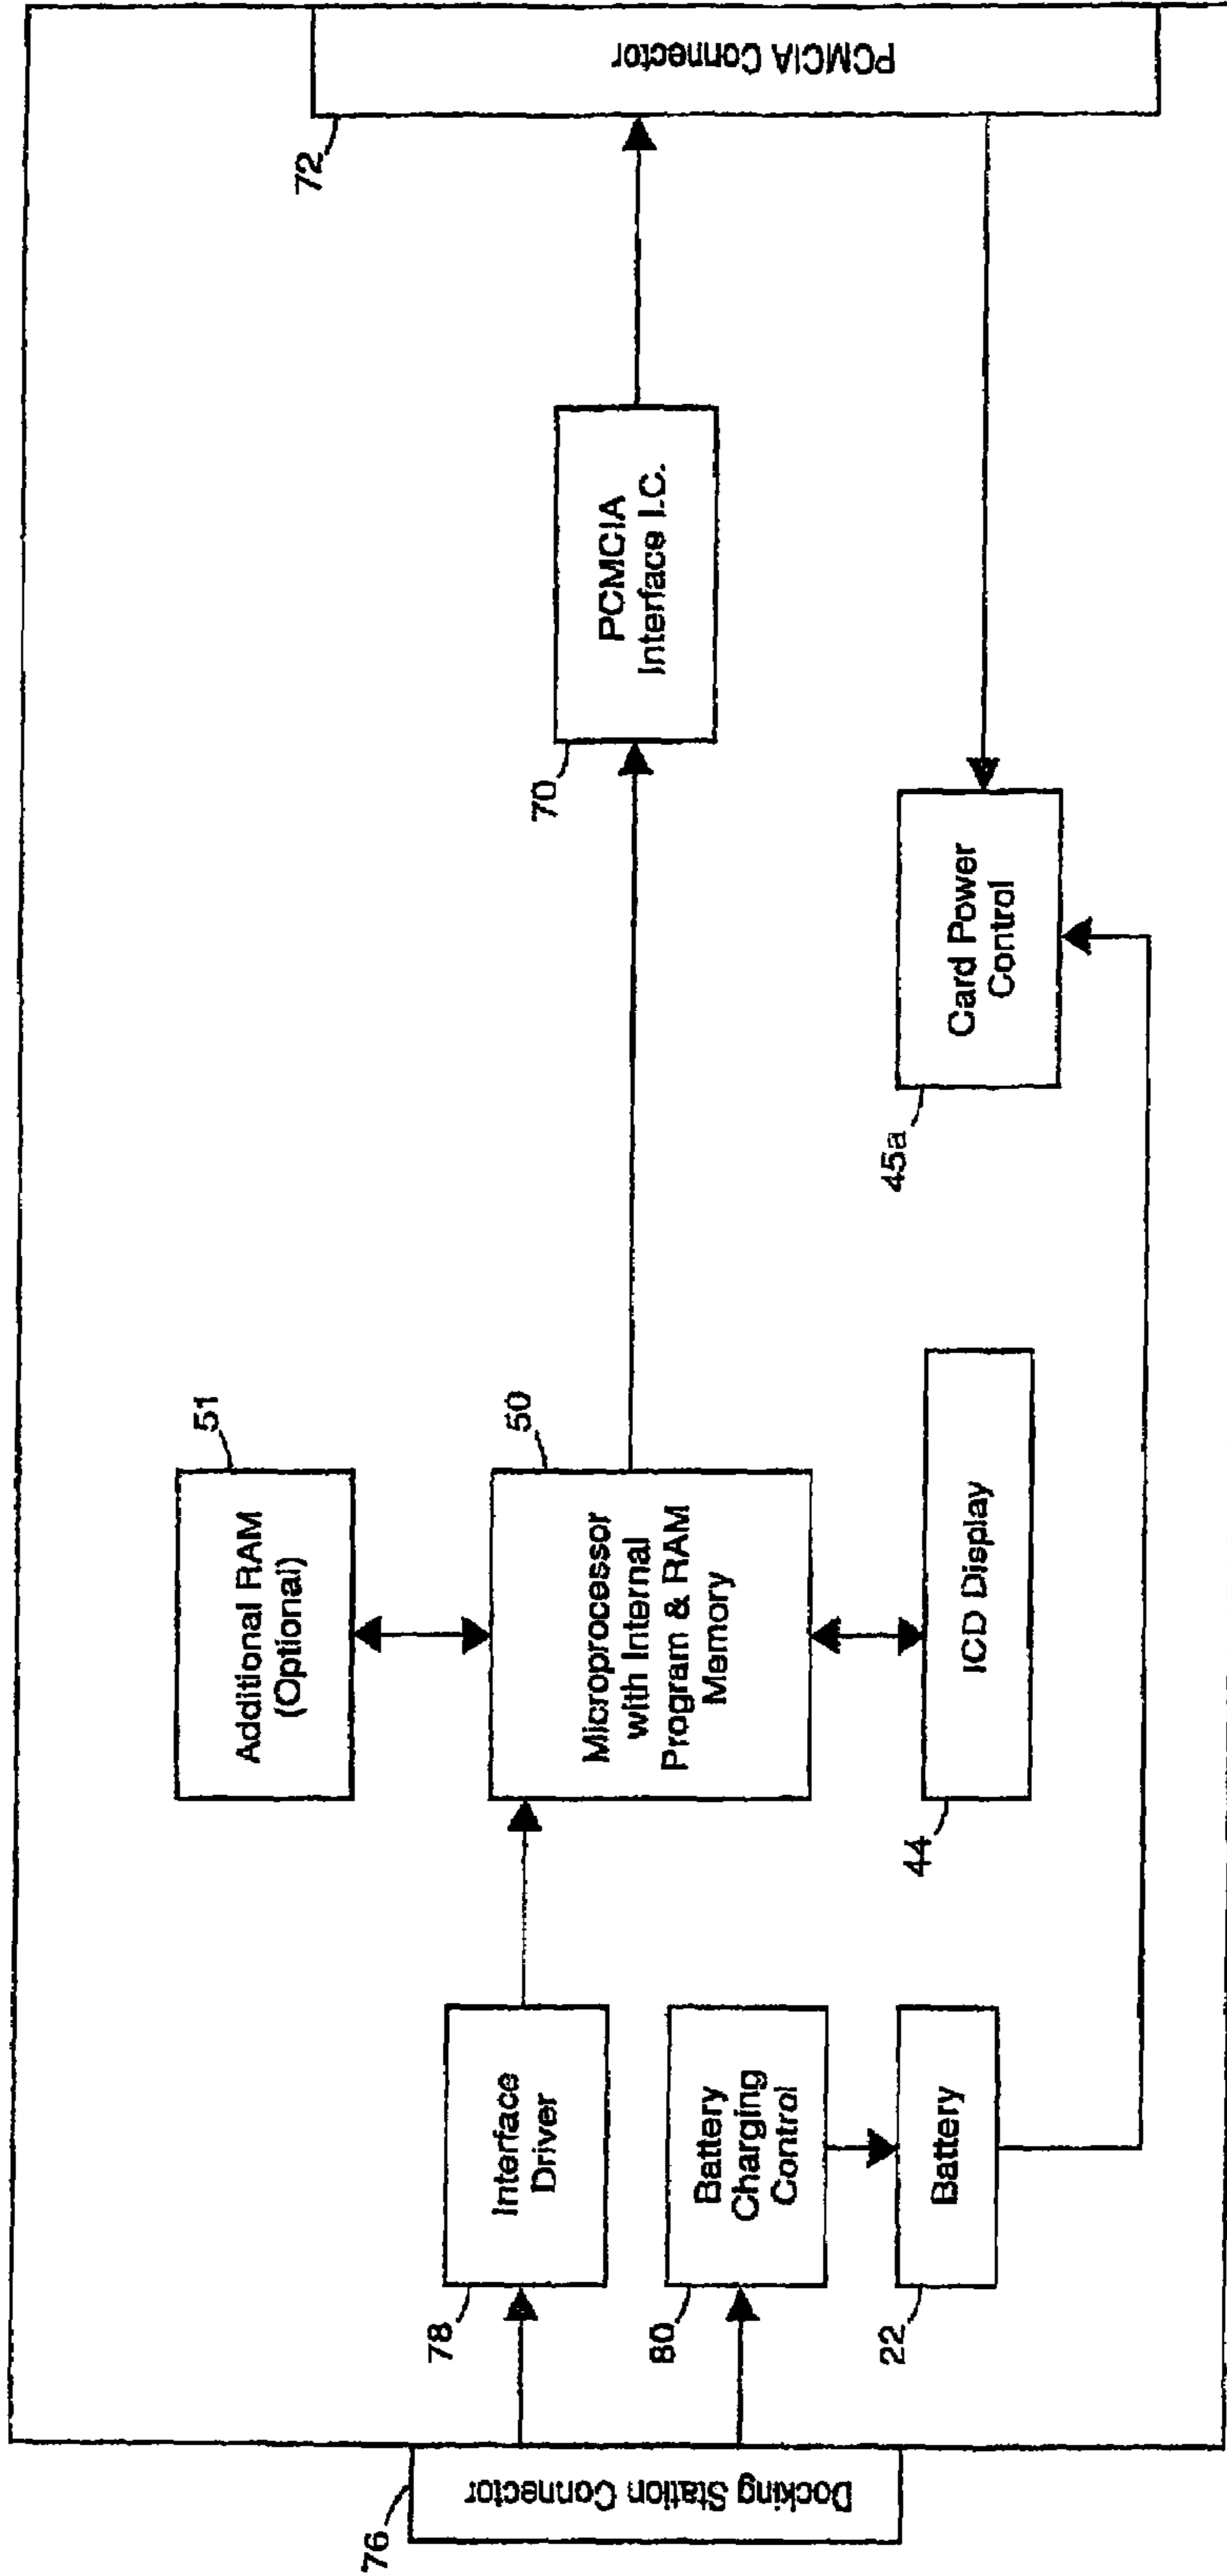 76
Docking Station Connector
78
Interface
Driver
80
Battery
Charging
Control
22
Battery
51
Additional RAM
(Optional)
50
Microprocessor
with Internal
Program & RAM
Memory
44
ICD Display
70
PCMCIA
Interface I.C.
45a
Card Power
Control
72
PCMCIA Connector